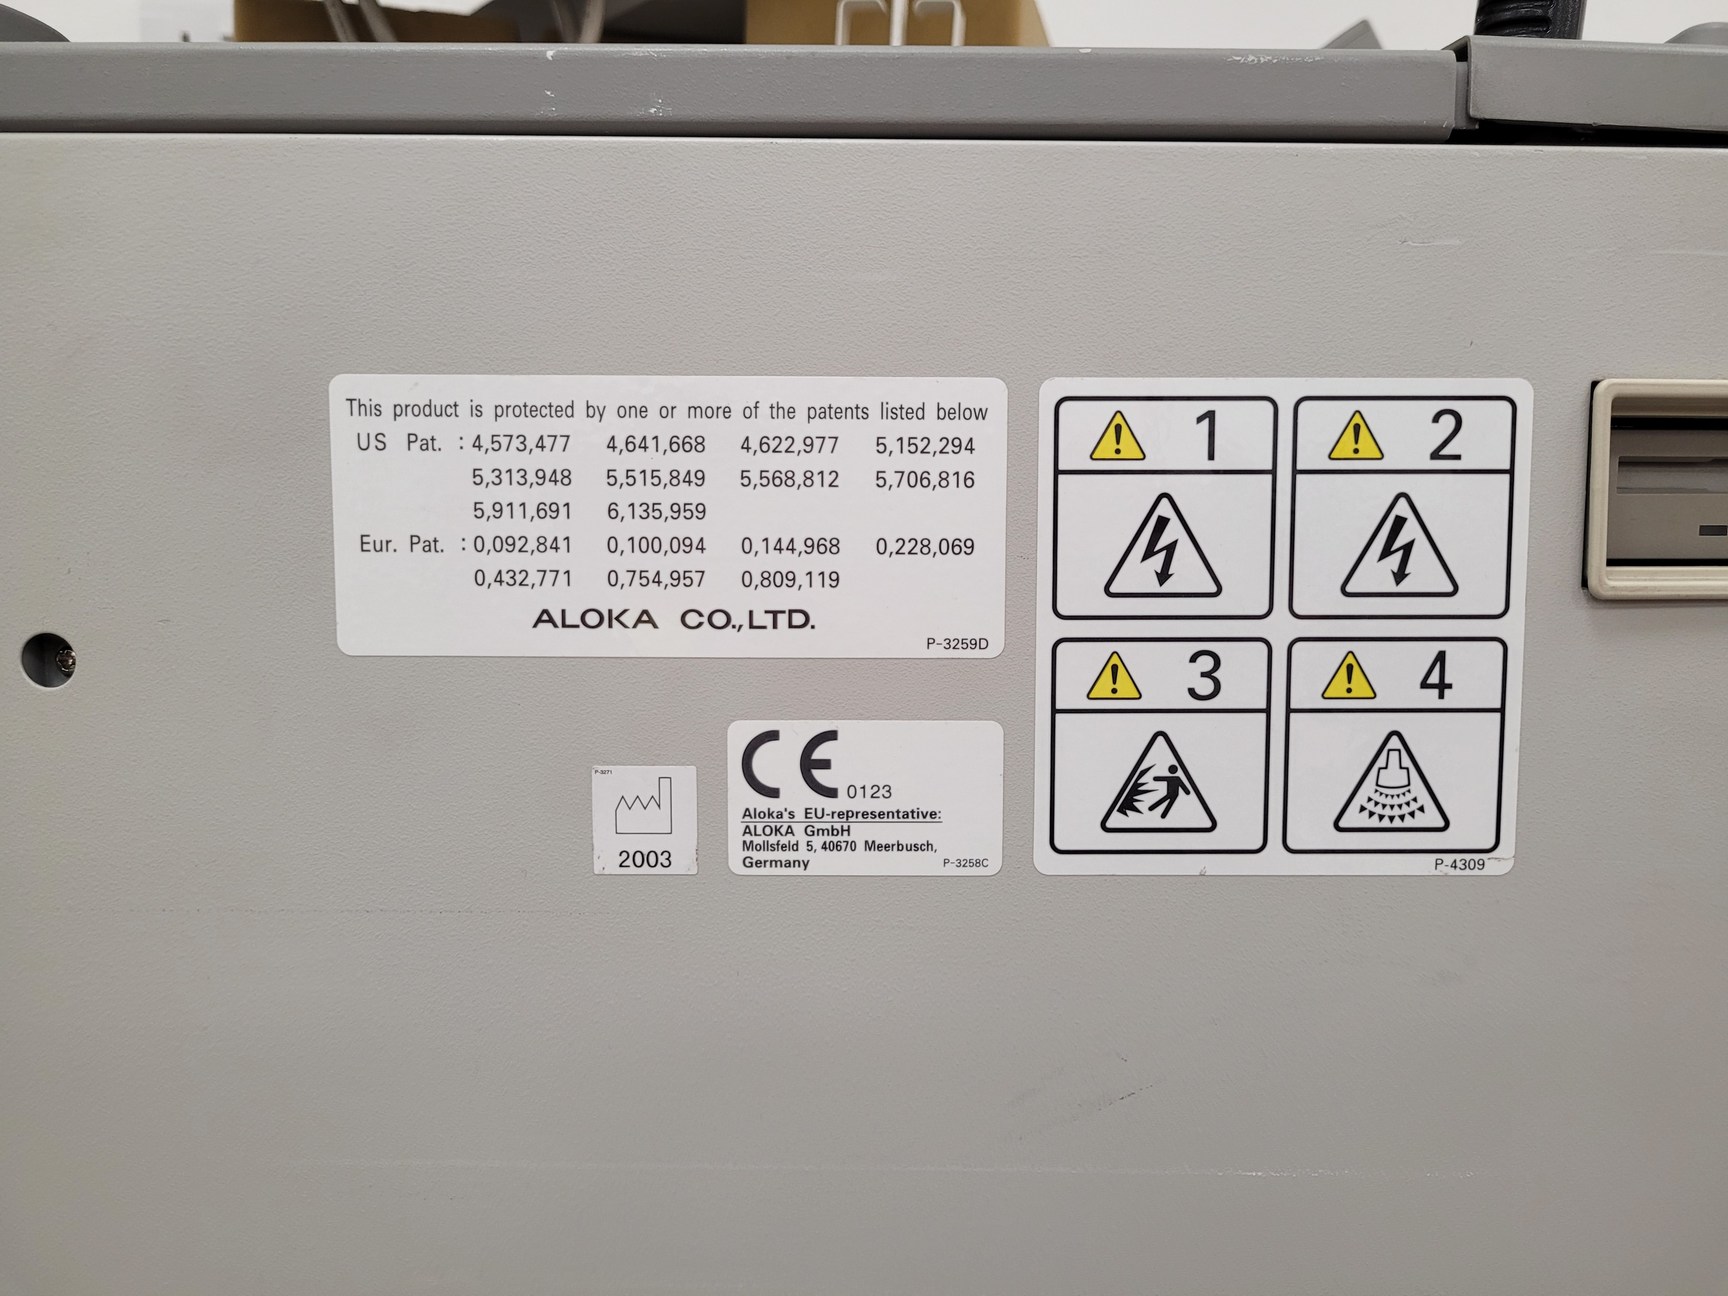 This product is protected by one or more of the patents listed below
US Pat. : 4,573,477 4,641,668 4,622,977 5,152,294
5,313,948 5,515,849 5,568,812 5,706,816
5,911,691 6,135,959
Eur. Pat. : 0,092,841 0,100,094 0,144,968 0,228,069
0,432,771 0,754,957 0,809,119
ALOKA CO.,LTD.
P-3259D
P-3271
2003
CE 0123
Aloka's EU-representative:
ALOKA GmbH
Mollsfeld 5, 40670 Meerbusch,
Germany
P-3258C
! 1
! 2
! 3
! 4
P-4309